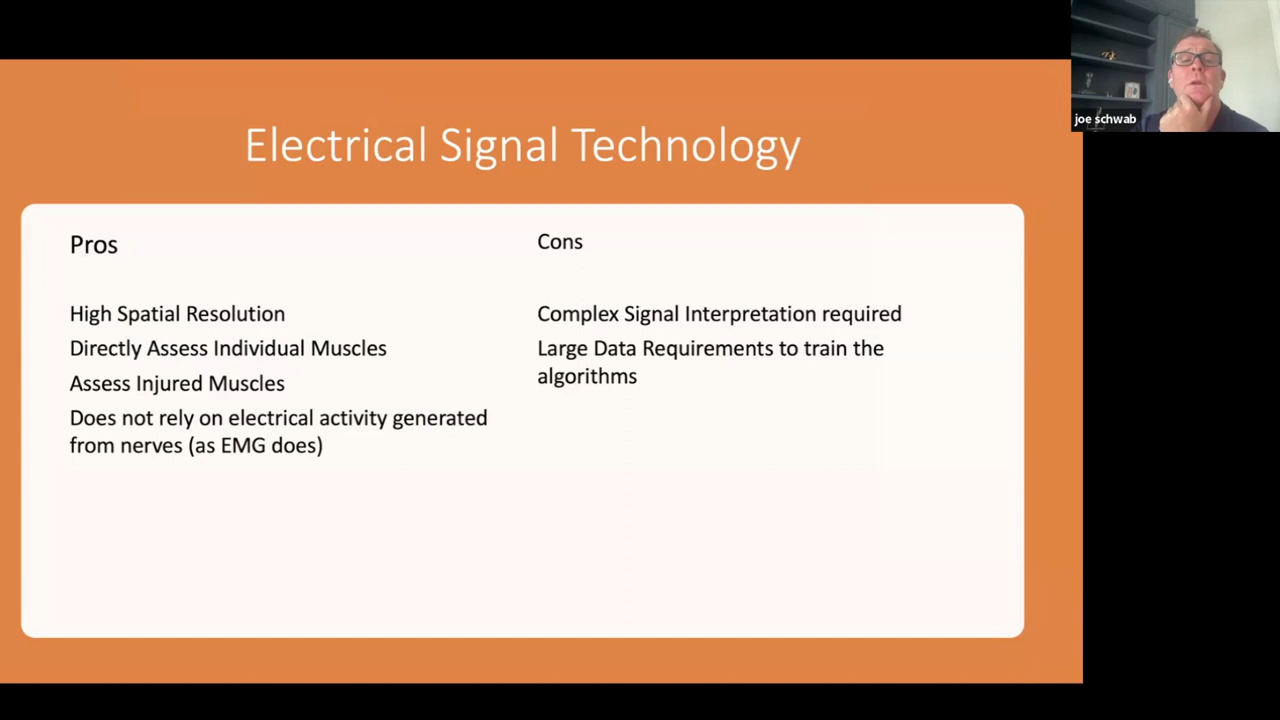 joe schwab
Electrical Signal Technology
Pros
High Spatial Resolution
Directly Assess Individual Muscles
Assess Injured Muscles
Does not rely on electrical activity generated
from nerves (as EMG does)
Cons
Complex Signal Interpretation required
Large Data Requirements to train the
algorithms